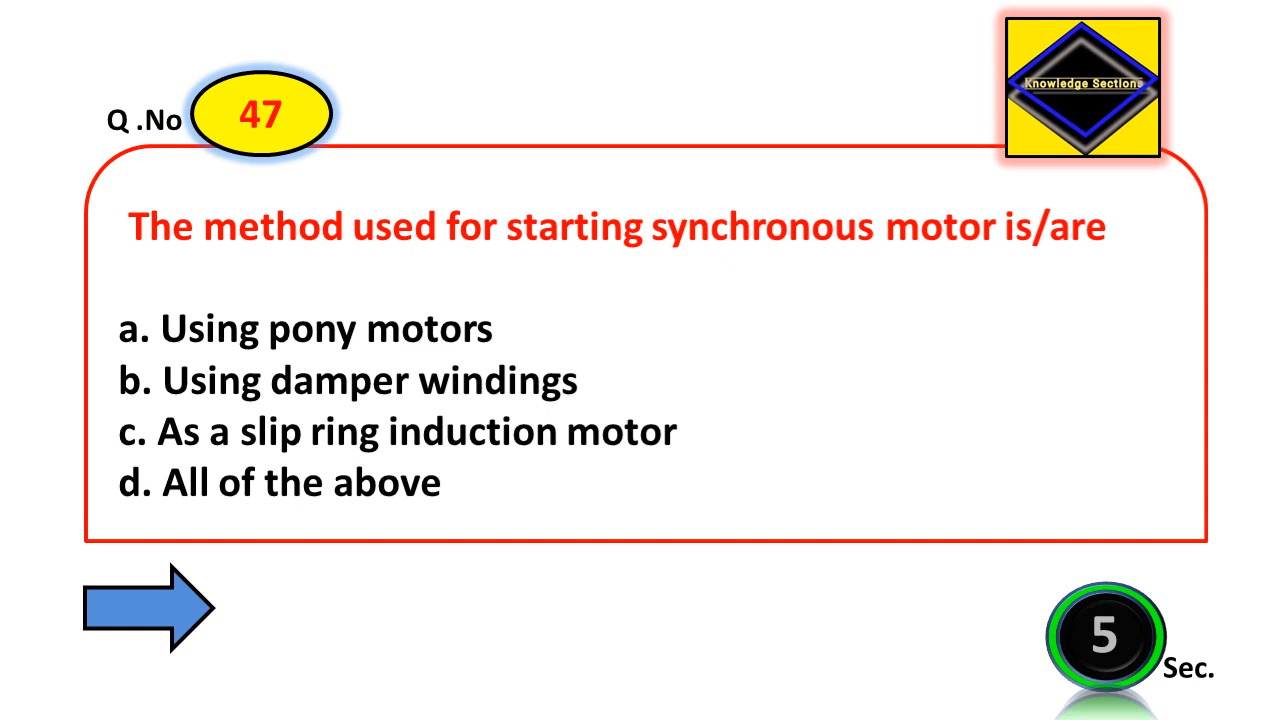 Knowledge Sections
Q .No 47
The method used for starting synchronous motor is/are
a. Using pony motors
b. Using damper windings
c. As a slip ring induction motor
d. All of the above
5 Sec.